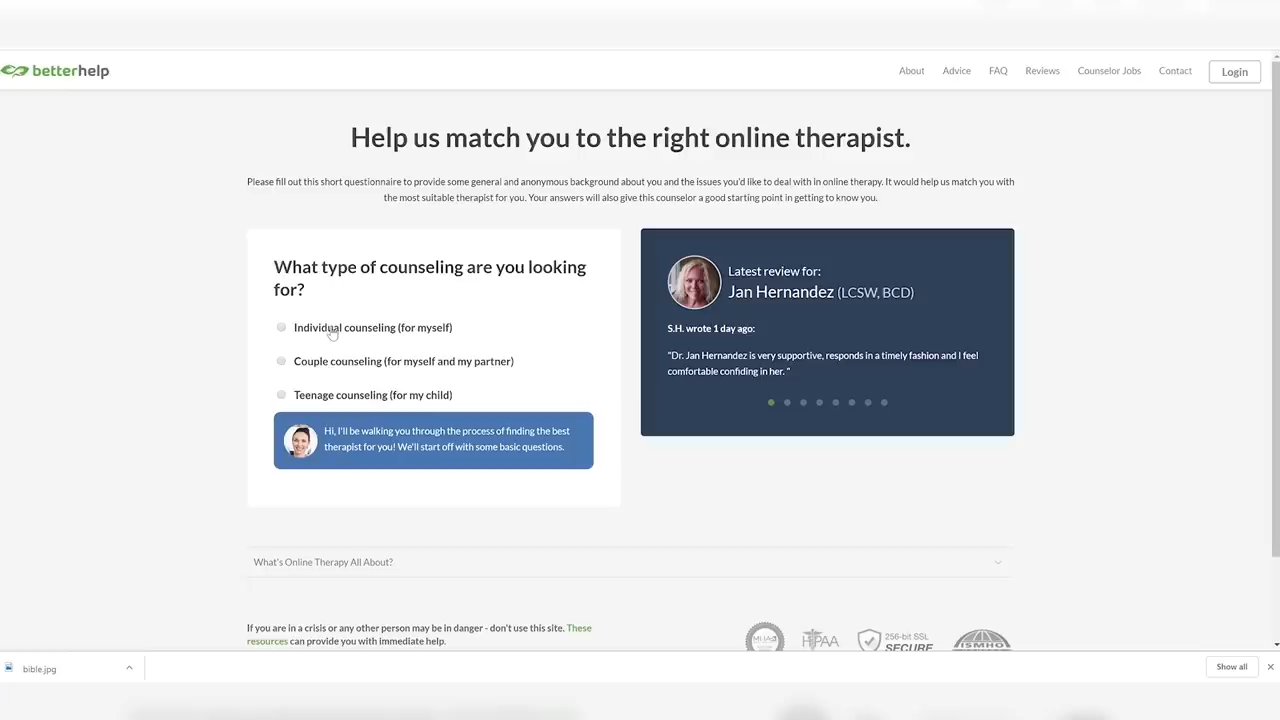 betterhelp
About
Advice
FAQ
Reviews
Counselor Jobs
Contact
Login
Help us match you to the right online therapist.
Please fill out this short questionnaire to provide some general and anonymous background about you and the issues you'd like to deal with in online therapy. It would help us match you with
the most suitable therapist for you. Your answers will also give this counselor a good starting point in getting to know you.
What type of counseling are you looking
for?
Individual counseling (for myself)
Couple counseling (for myself and my partner)
Teenage counseling (for my child)
Hi, I'll be walking you through the process of finding the best
therapist for you! We'll start off with some basic questions.
Latest review for:
Jan Hernandez (LCSW, BCD)
S.H. wrote 1 day ago:
"Dr. Jan Hernandez is very supportive, responds in a timely fashion and I feel
comfortable confiding in her. "
What's Online Therapy All About?
If you are in a crisis or any other person may be in danger - don't use this site. These
resources can provide you with immediate help.
HIPAA
256-bit SSL
SECURE
ISMHO
bible.jpg
Show all